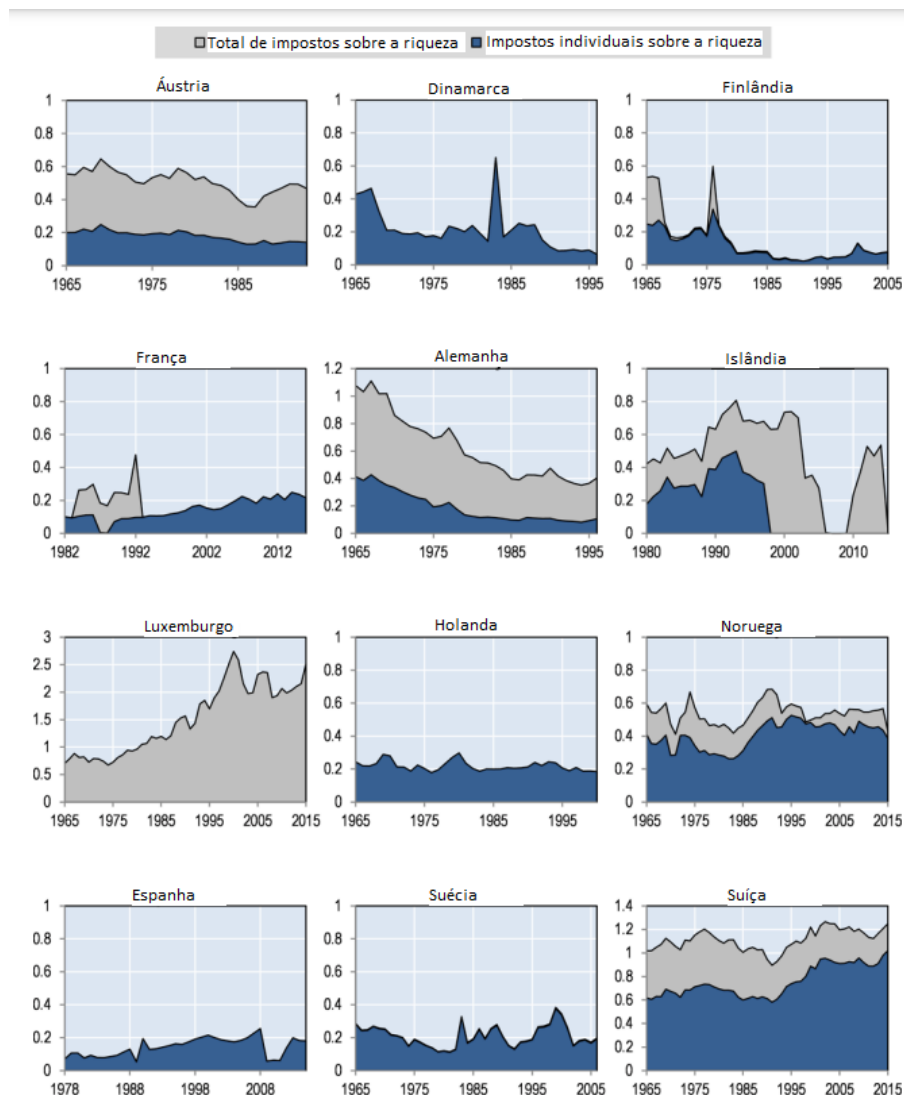 Total de impostos sobre a riqueza Impostos individuais sobre a riqueza
Áustria Dinamarca Finlândia
1 1 1
0.8 0.8 0.8
0.6 0.6 0.6
0.4 0.4 0.4
0.2 0.2 0.2
0 0 0
1965 1975 1985 1965 1975 1985 1995 1965 1975 1985 1995 2005
França Alemanha Islândia
1 1.2 1
0.8 1 0.8
0.6 0.8 0.6
0.4 0.6 0.4
0.2 0.4 0.2
0 0.2 0
0
1982 1992 2002 2012 1965 1975 1985 1995 1980 1990 2000 2010
Luxemburgo Holanda Noruega
3 1 1
2.5 0.8 0.8
2 0.6 0.6
1.5 0.4 0.4
1 0.2 0.2
0.5 0 0
0
1965 1975 1985 1995 2005 2015 1965 1975 1985 1995 1965 1975 1985 1995 2005 2015
Espanha Suécia Suíça
1 1 1.4
0.8 0.8 1.2
0.6 0.6 1
0.4 0.4 0.8
0.2 0.2 0.6
0 0 0.4
0.2
0
1978 1988 1998 2008 1965 1975 1985 1995 2005 1965 1975 1985 1995 2005 2015